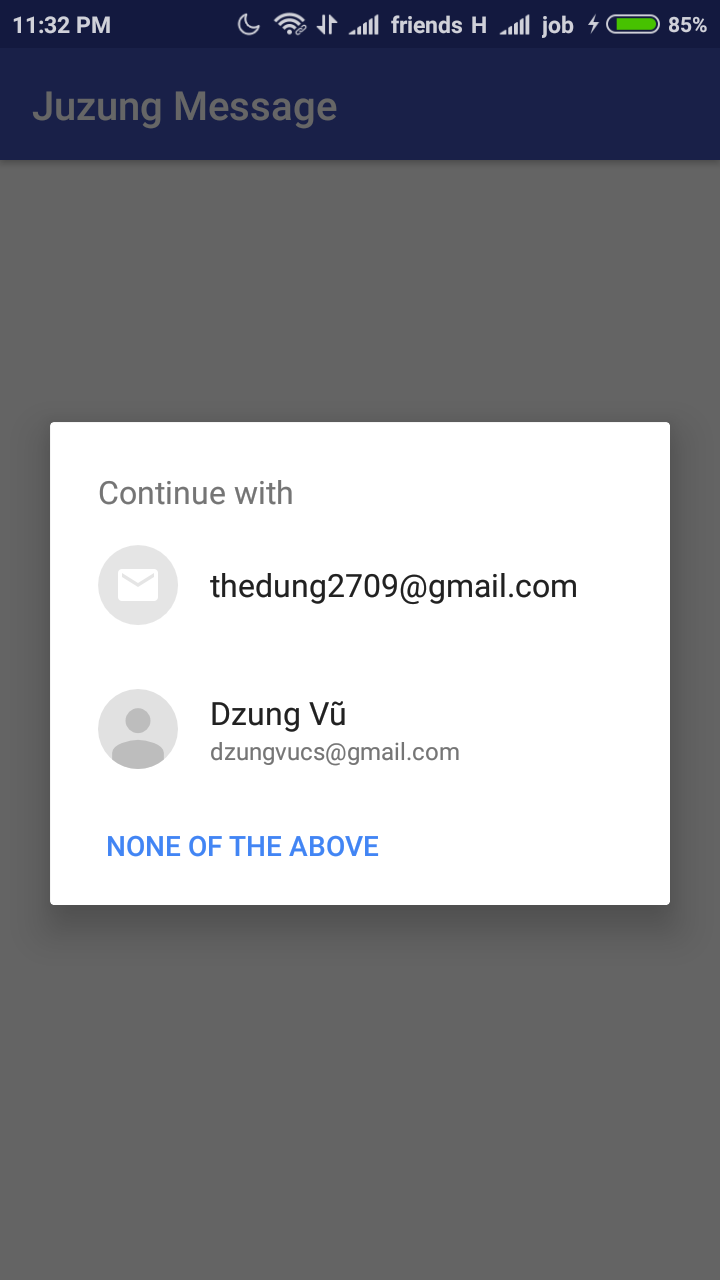 11:32 PM friends H job 85%
Juzung Message
Continue with
thedung2709@gmail.com
Dzung Vũ
dzungvucs@gmail.com
NONE OF THE ABOVE